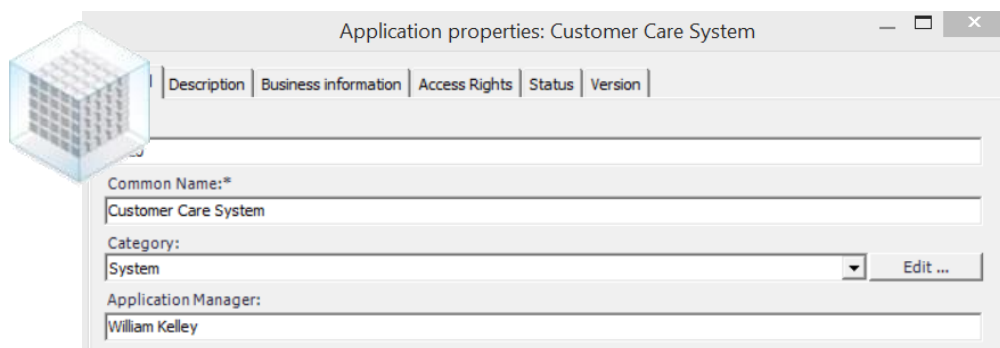 Application properties: Customer Care System
Description Business information Access Rights Status Version
Common Name:*
Customer Care System
Category:
System
Edit ...
Application Manager:
William Kelley